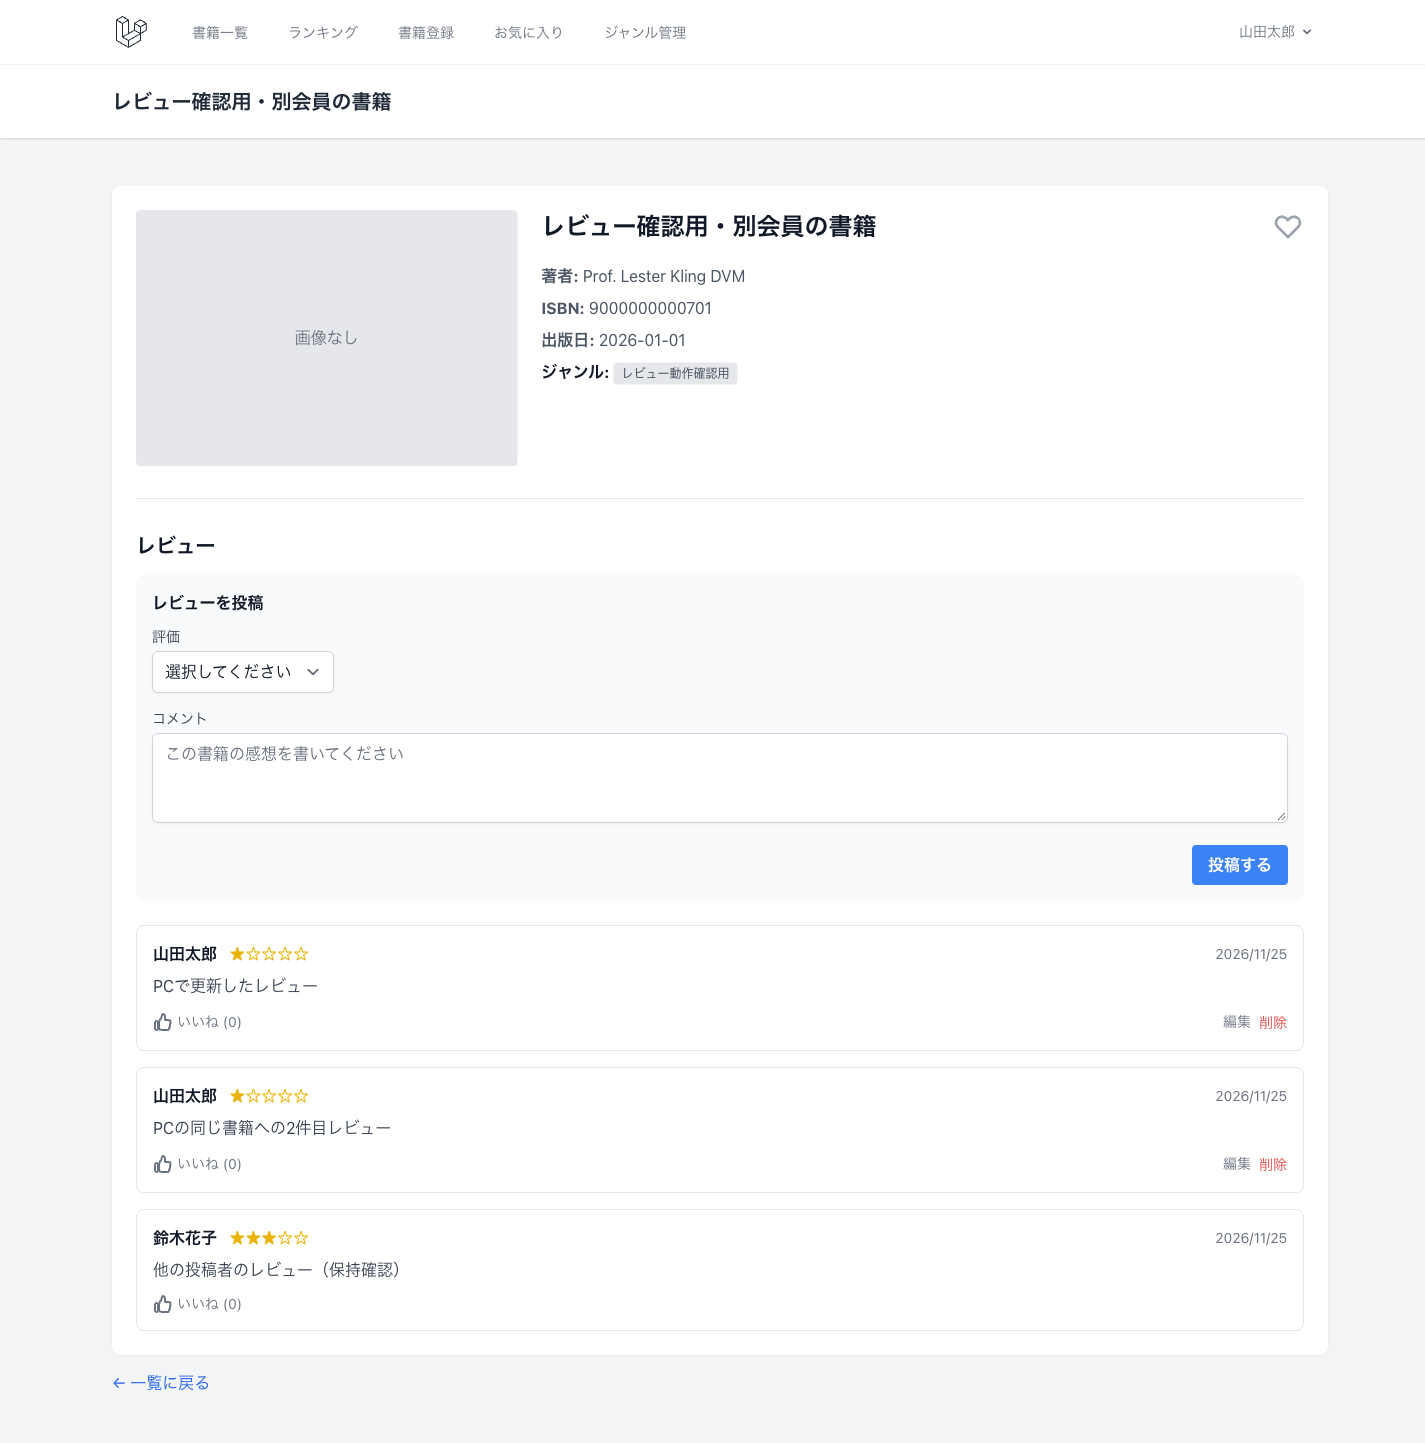 書籍一覧 ランキング 書籍登録 お気に入り ジャンル管理 山田太郎
レビュー確認用・別会員の書籍
画像なし
レビュー確認用・別会員の書籍
著者: Prof. Lester Kling DVM
ISBN: 9000000000701
出版日: 2026-01-01
ジャンル: レビュー動作確認用
レビュー
レビューを投稿
評価
選択してください
コメント
この書籍の感想を書いてください
投稿する
山田太郎 ★☆☆☆☆ 2026/11/25
PCで更新したレビュー
いいね (0) 編集 削除
山田太郎 ★☆☆☆☆ 2026/11/25
PCの同じ書籍への2件目レビュー
いいね (0) 編集 削除
鈴木花子 ★★★☆☆ 2026/11/25
他の投稿者のレビュー（保持確認）
いいね (0)
← 一覧に戻る